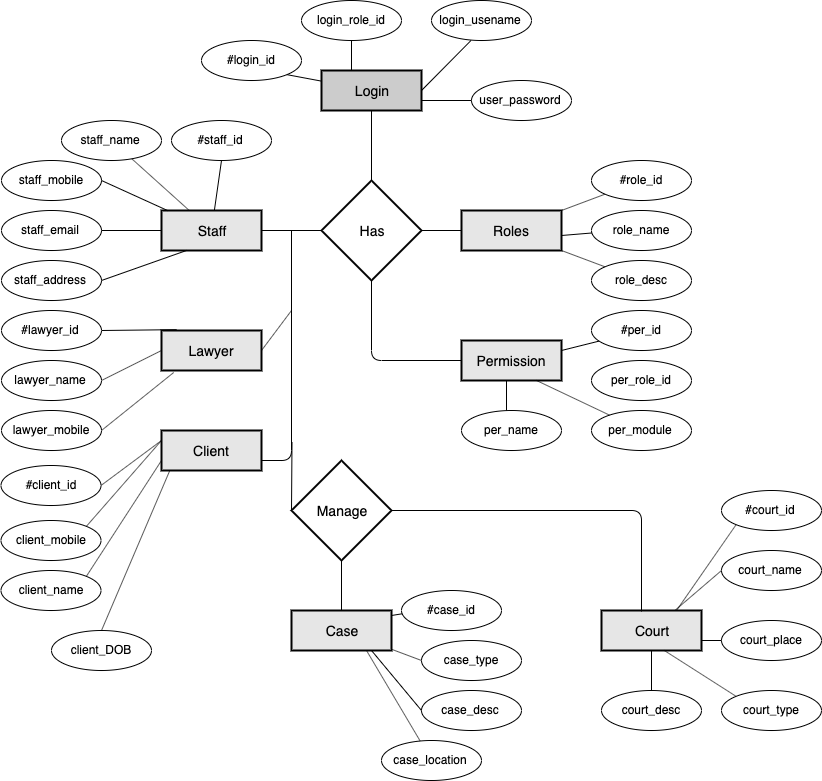 login_role_id
login_usename
#login_id
Login
user_password
staff_name
#staff_id
staff_mobile
#role_id
staff_email
Staff
Has
Roles
role_name
staff_address
role_desc
#lawyer_id
#per_id
Lawyer
Permission
lawyer_name
per_role_id
lawyer_mobile
per_name
per_module
Client
#client_id
Manage
#court_id
client_mobile
court_name
client_name
#case_id
Case
Court
court_place
client_DOB
case_type
case_desc
court_desc
court_type
case_location